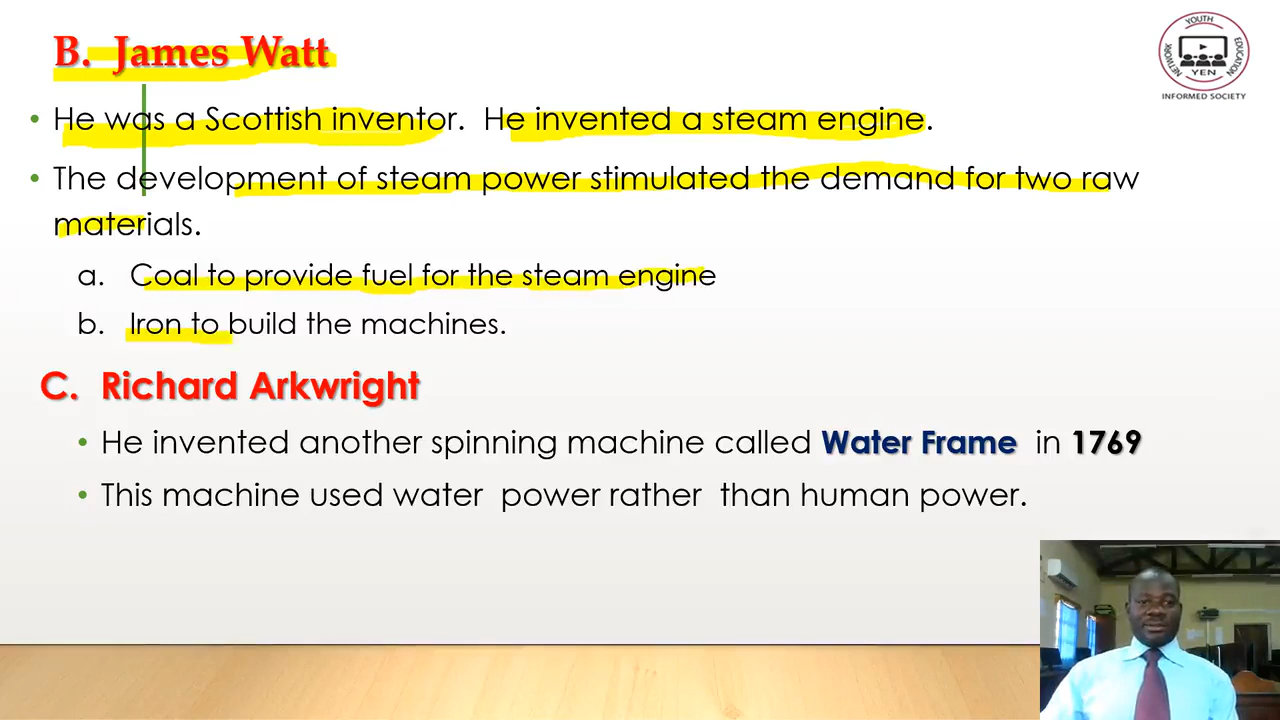 B. James Watt
• He was a Scottish inventor. He invented a steam engine.
• The development of steam power stimulated the demand for two raw
materials.
a. Coal to provide fuel for the steam engine
b. Iron to build the machines.
C. Richard Arkwright
• He invented another spinning machine called Water Frame in 1769
• This machine used water power rather than human power.
YOUTH
EDUCATION
NETWORK
YEN
INFORMED SOCIETY